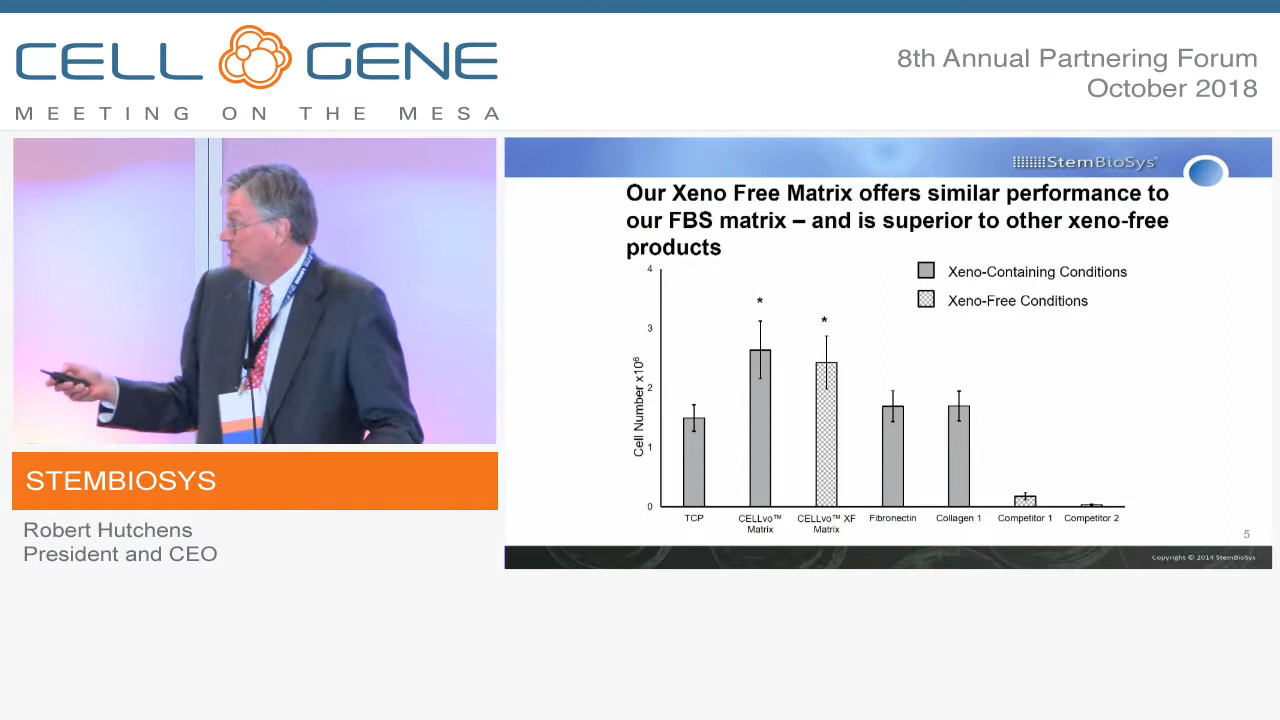 CELL GENE
MEETING ON THE MESA
8th Annual Partnering Forum
October 2018
StemBioSys
Our Xeno Free Matrix offers similar performance to
our FBS matrix – and is superior to other xeno-free
products
Xeno-Containing Conditions
Xeno-Free Conditions
Cell Number x10⁶
4
3
2
1
0
*
*
TCP
CELLvo™
Matrix
CELLvo™ XF
Matrix
Fibronectin
Collagen 1
Competitor 1
Competitor 2
5
Copyright © 2014 StemBioSys
STEMBIOSYS
Robert Hutchens
President and CEO